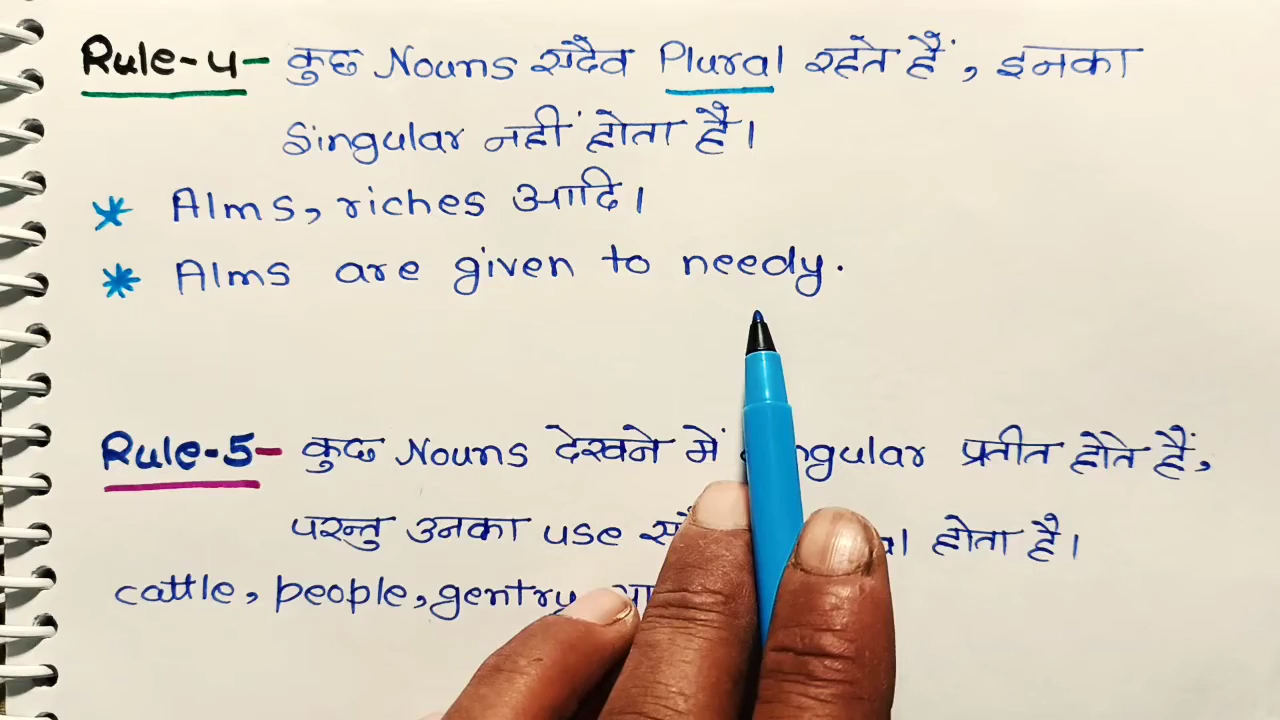 Rule-4- कुछ Nouns सदैव Plural रहते हैं, इनका
Singular नहीं होता है।
* Alms, riches आदि।
* Alms are given to needy.
Rule-5- कुछ Nouns देखने में प्रतीत होते हैं,
परन्तु उनका use होता है।
cattle, people, gentry